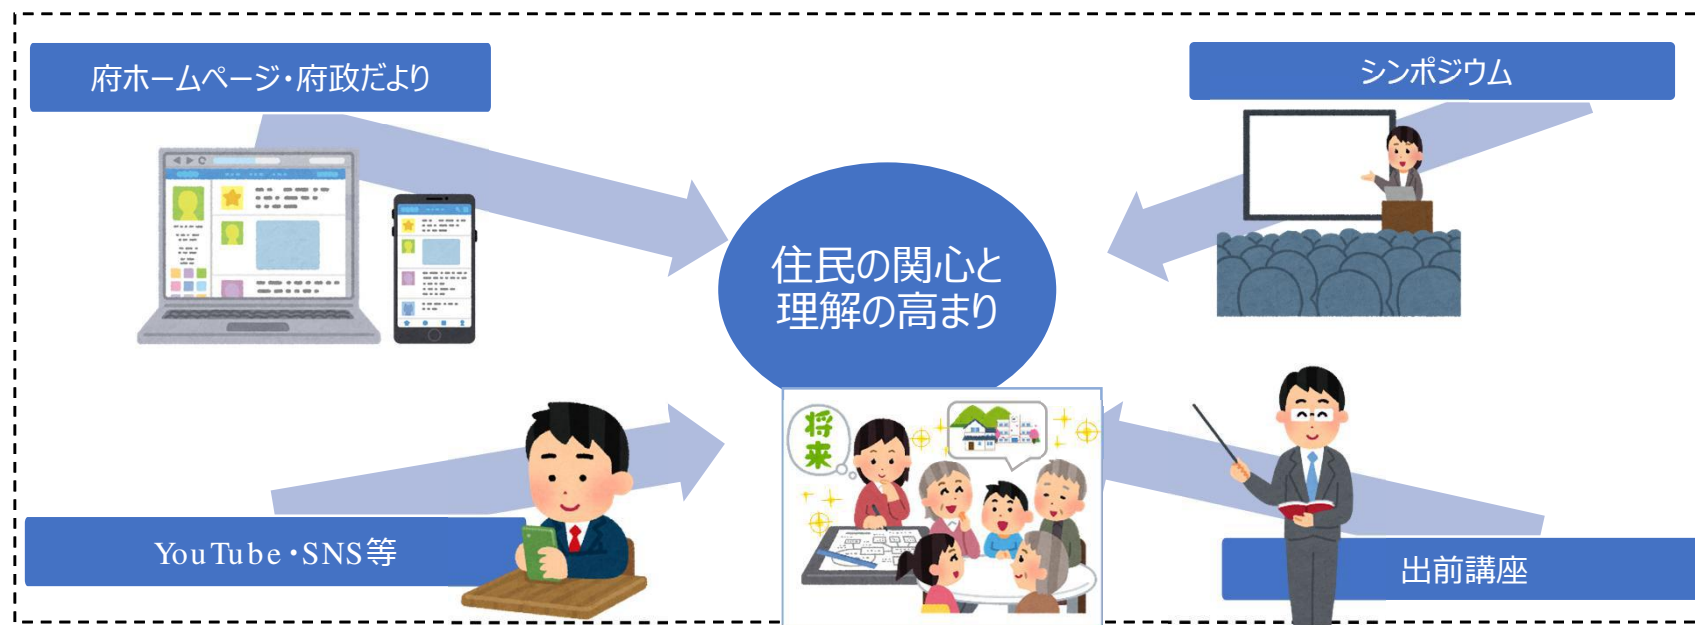 府ホームページ・府政だより
シンポジウム
住民の関心と
理解の高まり
将
来
YouTube・SNS等
出前講座